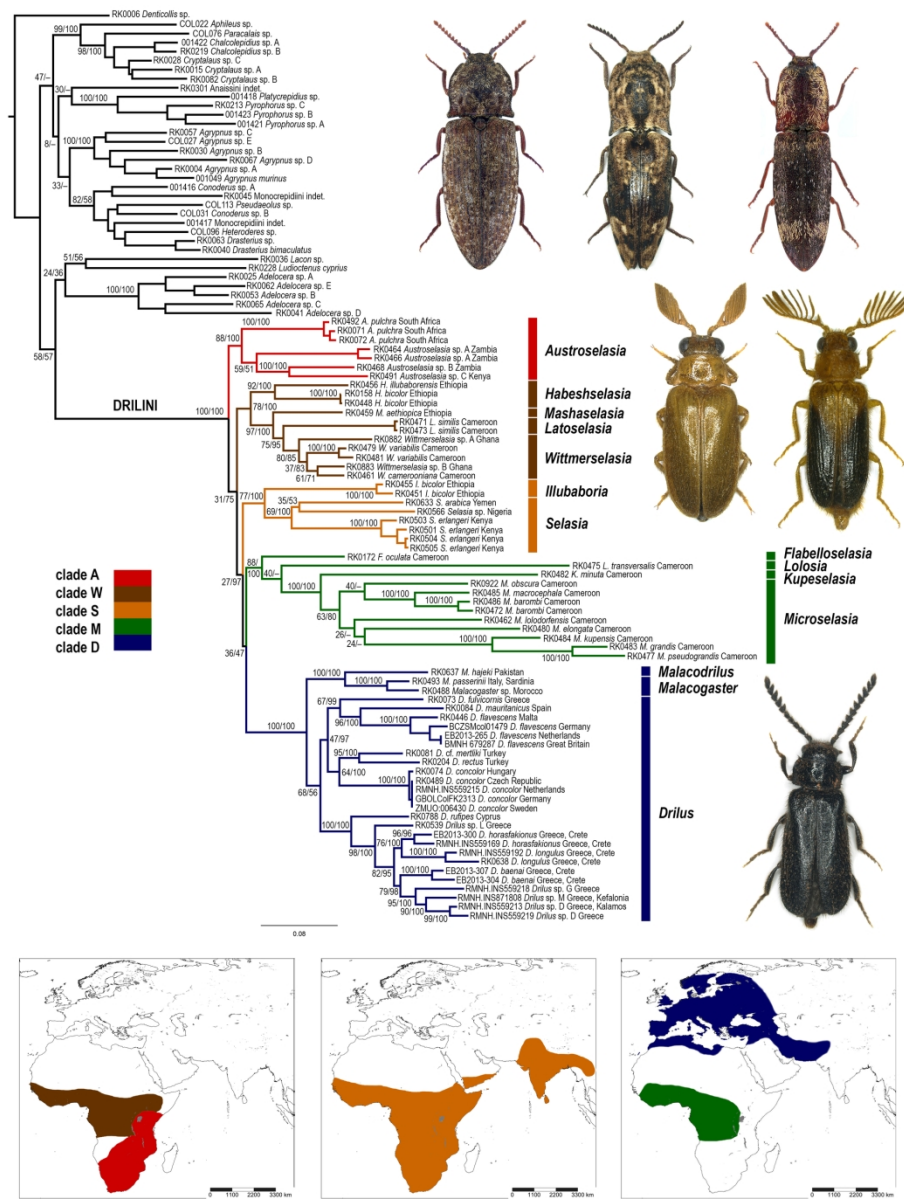 RK0006 Denticollis sp.
COL022 Aphileus sp.
99/100
COL076 Paracalais sp.
001422 Chalcolepidius sp. A
98/100
RK0219 Chalcolepidius sp. B
RK0028 Cryptalaus sp. C
RK0015 Cryptalaus sp. A
47/–
RK0082 Cryptalaus sp. B
30/–
RK0301 Anaissini indet.
001418 Platycrepidius sp.
100/100
RK0213 Pyrophorus sp. C
001423 Pyrophorus sp. B
001421 Pyrophorus sp. A
8/–
RK0057 Agrypnus sp. C
100/100
COL027 Agrypnus sp. E
RK0030 Agrypnus sp. B
RK0067 Agrypnus sp. D
RK0004 Agrypnus sp. A
001049 Agrypnus murinus
33/–
001416 Conoderus sp. A
82/58
RK0045 Monocrepidiini indet.
COL113 Pseudaeolus sp.
COL031 Conoderus sp. B
001417 Monocrepidiini indet.
COL096 Heteroderes sp.
RK0063 Drasterius sp.
RK0040 Drasterius bimaculatus
51/56
RK0036 Lacon sp.
24/36
RK0228 Ludioctenus cyprius
RK0025 Adelocera sp. A
100/100
RK0062 Adelocera sp. E
RK0053 Adelocera sp. B
RK0065 Adelocera sp. C
RK0041 Adelocera sp. D
58/57
DRILINI
100/100
100/100
RK0492 A. pulchra South Africa
RK0071 A. pulchra South Africa
88/100
RK0072 A. pulchra South Africa
RK0464 Austroselasia sp. A Zambia
RK0466 Austroselasia sp. A Zambia
59/51
100/100
RK0468 Austroselasia sp. B Zambia
RK0491 Austroselasia sp. C Kenya
Austroselasia
92/100
RK0456 H. illubaborensis Ethiopia
100/100
RK0158 H. bicolor Ethiopia
RK0448 H. bicolor Ethiopia
Habeshselasia
78/100
RK0459 M. aethiopica Ethiopia
Mashaselasia
97/100
RK0471 L. similis Cameroon
100/100
RK0473 L. similis Cameroon
Latoselasia
75/95
RK0882 Wittmerselasia sp. A Ghana
80/85
100/100
RK0479 W. variabilis Cameroon
RK0481 W. variabilis Cameroon
37/83
RK0883 Wittmerselasia sp. B Ghana
61/71
RK0461 W. camerooniana Cameroon
Wittmerselasia
31/75
77/100
RK0455 I. bicolor Ethiopia
100/100
RK0451 I. bicolor Ethiopia
Illubaboria
35/53
RK0633 S. arabica Yemen
69/100
RK0566 Selasia sp. Nigeria
100/100
RK0503 S. erlangeri Kenya
RK0501 S. erlangeri Kenya
RK0504 S. erlangeri Kenya
RK0505 S. erlangeri Kenya
Selasia
27/97
88/
100
RK0172 F. oculata Cameroon
Flabelloselasia
40/–
RK0475 L. transversalis Cameroon
Lolosia
100/100
RK0482 K. minuta Cameroon
Kupeselasia
40/–
RK0922 M. obscura Cameroon
100/100
RK0485 M. macrocephala Cameroon
100/100
RK0486 M. barombi Cameroon
RK0472 M. barombi Cameroon
63/80
RK0462 M. lolodorfensis Cameroon
26/–
RK0480 M. elongata Cameroon
24/–
100/100
RK0484 M. kupensis Cameroon
RK0483 M. grandis Cameroon
100/100
RK0477 M. pseudograndis Cameroon
Microselasia
36/47
clade A
clade W
clade S
clade M
clade D
RK0637 M. hajeki Pakistan
Malacodrilus
100/100
RK0493 M. passerinii Italy, Sardinia
RK0488 Malacogaster sp. Morocco
Malacogaster
100/100
67/99
RK0073 D. fulvicornis Greece
RK0084 D. mauritanicus Spain
96/100
RK0446 D. flavescens Malta
100/100
BCZSMcol01479 D. flavescens Germany
EB2013-265 D. flavescens Netherlands
BMNH 679287 D. flavescens Great Britain
47/97
95/100
RK0081 D. cf. mertliki Turkey
RK0204 D. rectus Turkey
64/100
RK0074 D. concolor Hungary
100/100
RK0489 D. concolor Czech Republic
RMNH.INS559215 D. concolor Netherlands
GBOLColFK2313 D. concolor Germany
ZMUO:006430 D. concolor Sweden
68/56
RK0788 D. rufipes Cyprus
100/100
RK0539 Drilus sp. L Greece
98/100
96/96
EB2013-300 D. horasfakionus Greece, Crete
76/100
RMNH.INS559169 D. horasfakionus Greece, Crete
100/100
RMNH.INS559192 D. longulus Greece, Crete
RK0638 D. longulus Greece, Crete
82/95
100/100
EB2013-307 D. baenai Greece, Crete
EB2013-304 D. baenai Greece, Crete
79/98
RMNH.INS559218 Drilus sp. G Greece
95/100
RMNH.INS871808 Drilus sp. M Greece, Kefalonia
90/100
RMNH.INS559213 Drilus sp. D Greece, Kalamos
99/100
RMNH.INS559219 Drilus sp. D Greece
Drilus
0.08
0 1100 2200 3300 km
0 1100 2200 3300 km
0 1100 2200 3300 km